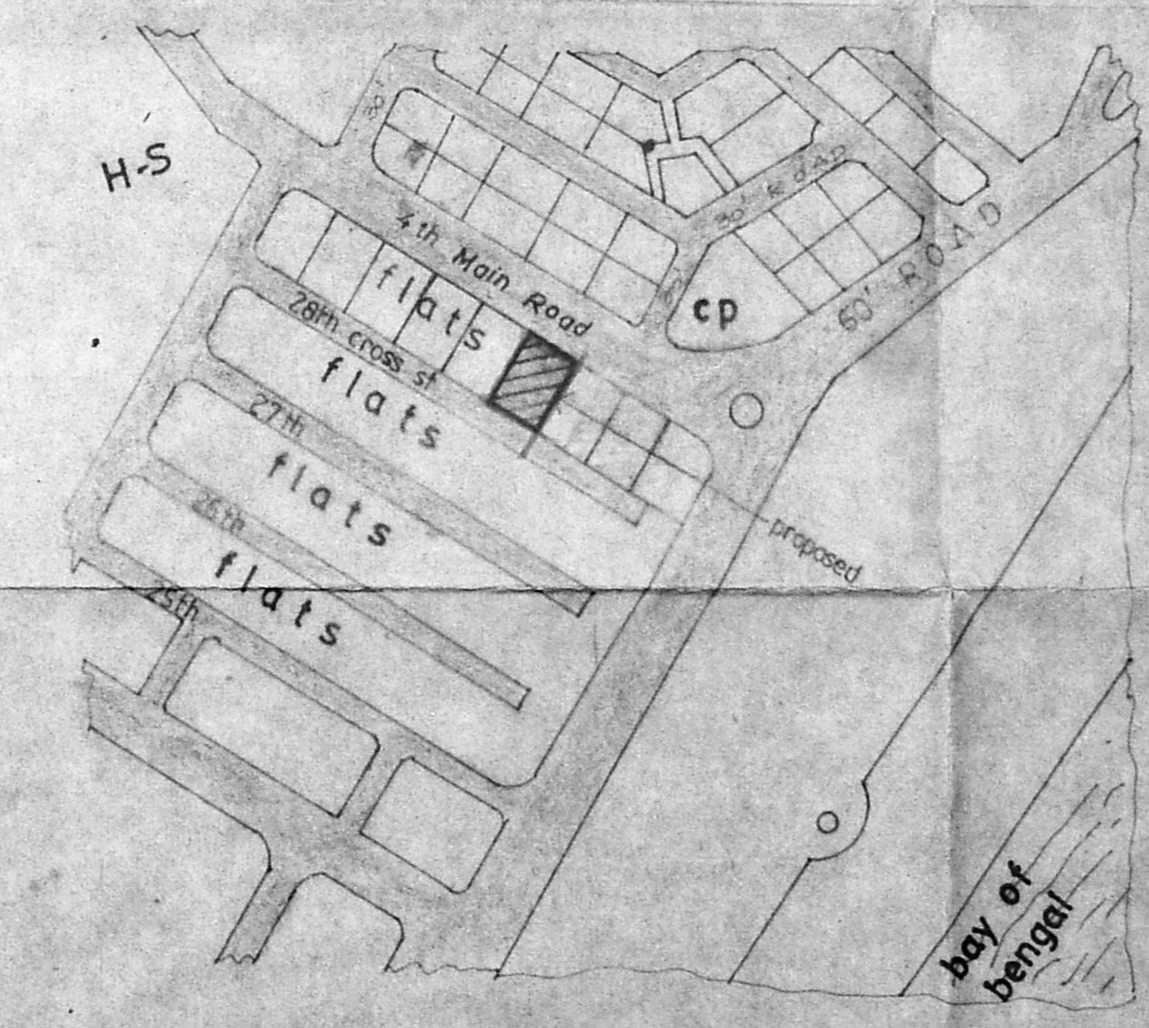 H-S
30'
30' ROAD
60' ROAD
30'
cp
4th Main Road
flats
28th cross st
flats
27th
flats
26th
flats
25th
proposed
bay of
bengal